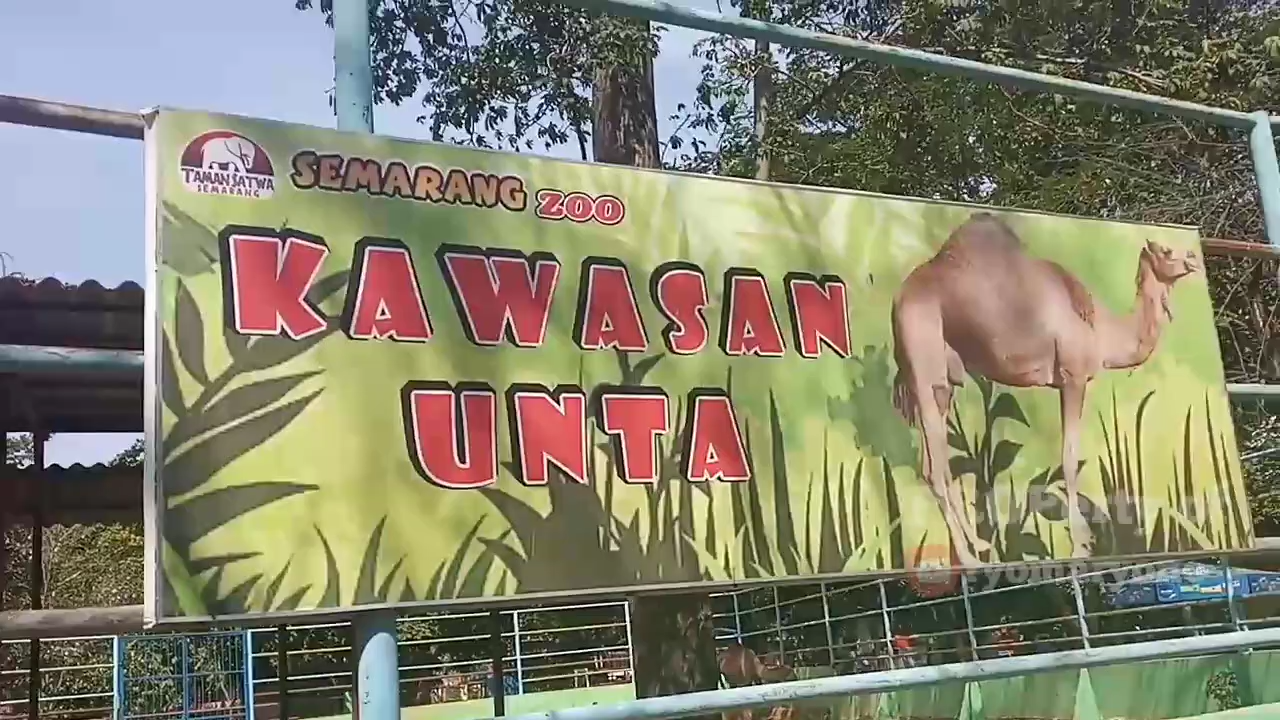 TAMAN SATWA
SEMARANG
SEMARANG ZOO
KAWASAN
UNTA